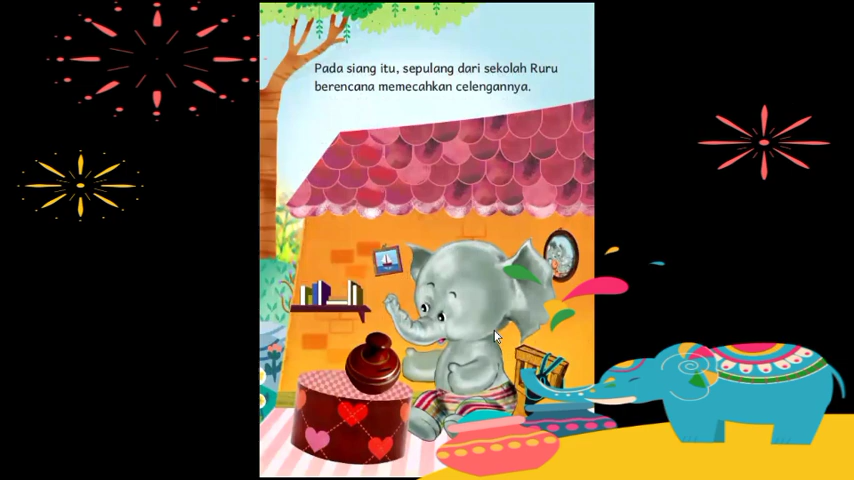 Pada siang itu, sepulang dari sekolah Ruru
berencana memecahkan celengannya.